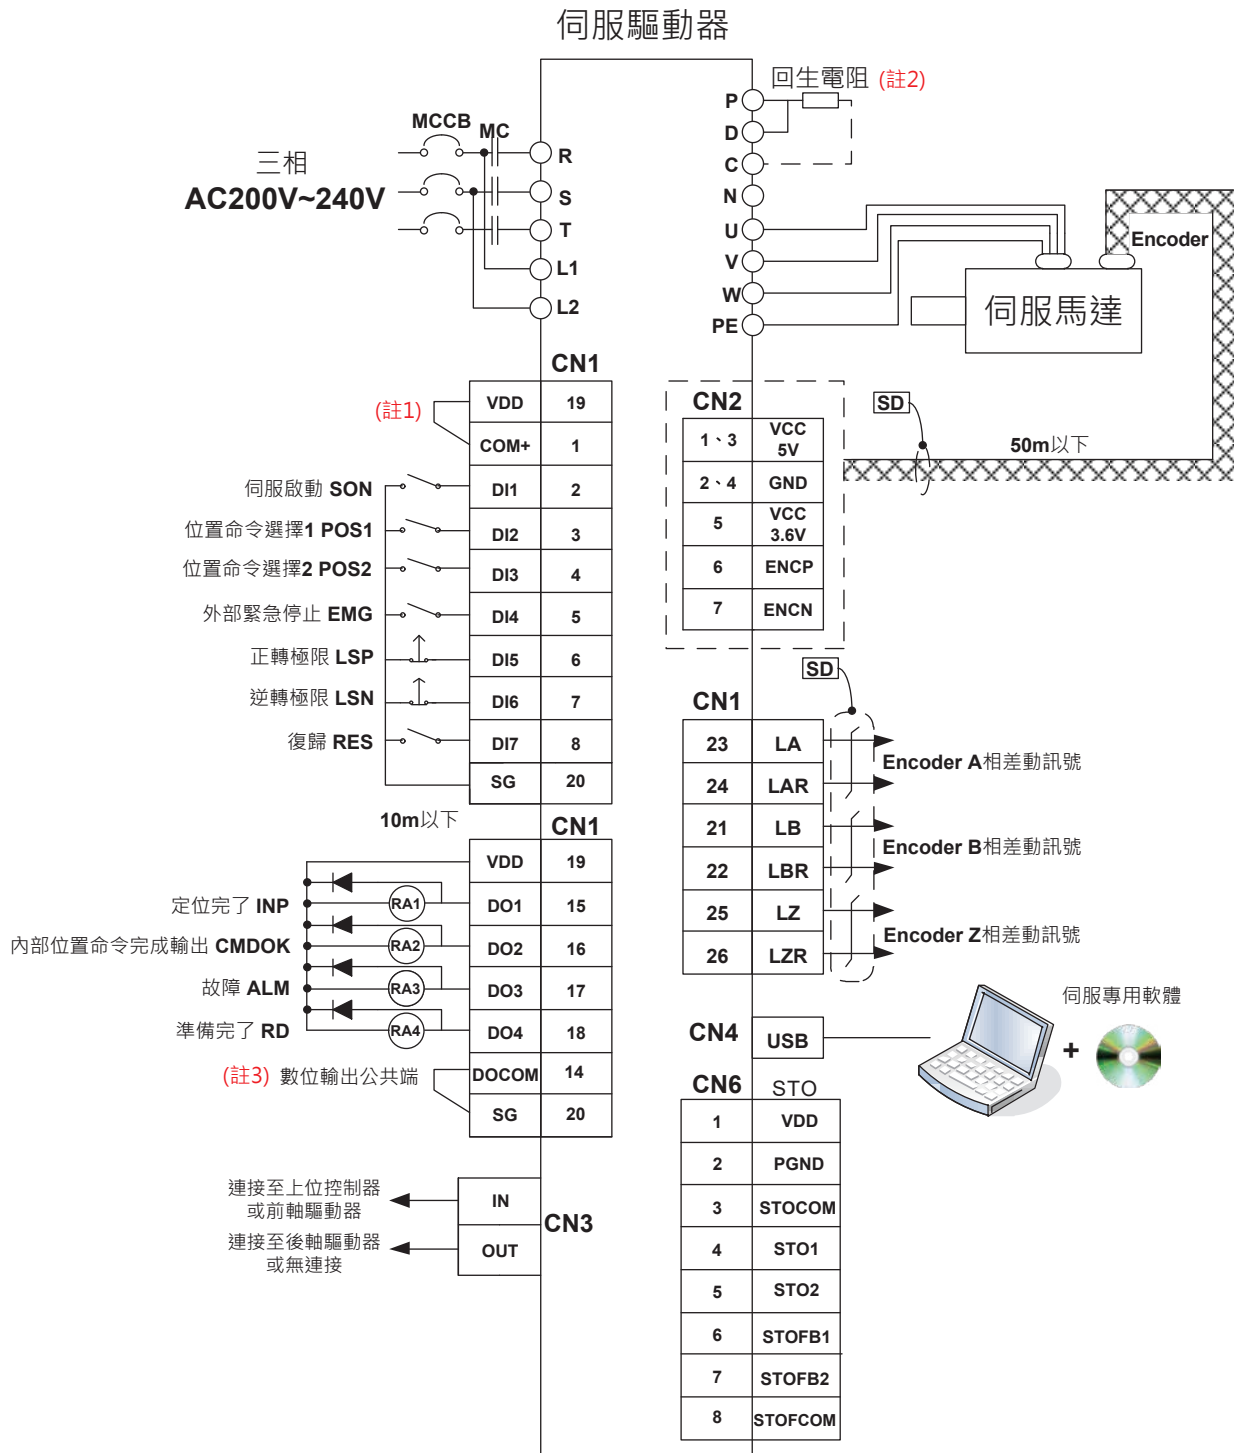 伺服驅動器
回生電阻 (註2)
MCCB
MC
三相
AC200V~240V
R
S
T
L1
L2
P
D
C
N
U
V
W
PE
Encoder
伺服馬達
CN1
(註1)
VDD 19
COM+ 1
伺服啟動 SON DI1 2
位置命令選擇1 POS1 DI2 3
位置命令選擇2 POS2 DI3 4
外部緊急停止 EMG DI4 5
正轉極限 LSP DI5 6
逆轉極限 LSN DI6 7
復歸 RES DI7 8
SG 20
10m以下
CN2
1、3 VCC 5V
2、4 GND
5 VCC 3.6V
6 ENCP
7 ENCN
SD
50m以下
SD
CN1
23 LA
24 LAR
Encoder A相差動訊號
21 LB
22 LBR
Encoder B相差動訊號
25 LZ
26 LZR
Encoder Z相差動訊號
CN1
VDD 19
定位完了 INP RA1 DO1 15
內部位置命令完成輸出 CMDOK RA2 DO2 16
故障 ALM RA3 DO3 17
準備完了 RD RA4 DO4 18
(註3) 數位輸出公共端 DOCOM 14
SG 20
CN4 USB
+
伺服專用軟體
連接至上位控制器
或前軸驅動器
IN
CN3
連接至後軸驅動器
或無連接
OUT
CN6 STO
1 VDD
2 PGND
3 STOCOM
4 STO1
5 STO2
6 STOFB1
7 STOFB2
8 STOFCOM